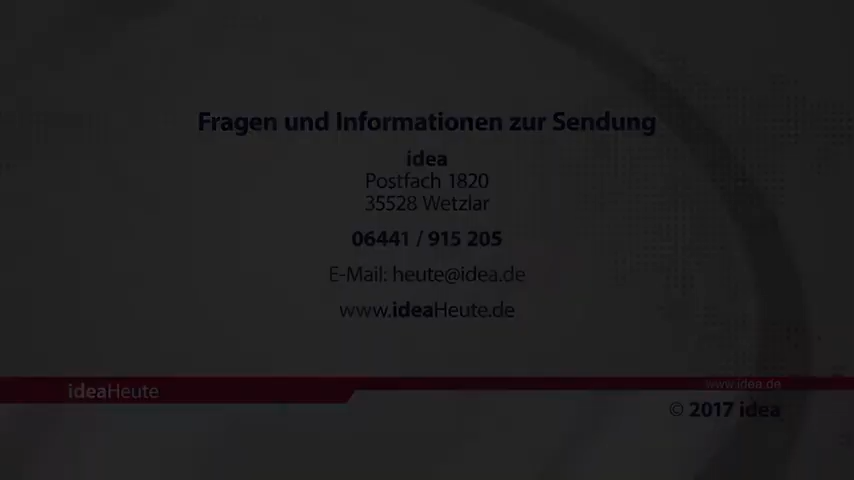 Fragen und Informationen zur Sendung
idea
Postfach 1820
35528 Wetzlar
06441 / 915 205
E-Mail: heute@idea.de
www.ideaHeute.de
www.idea.de
ideaHeute
© 2017 idea